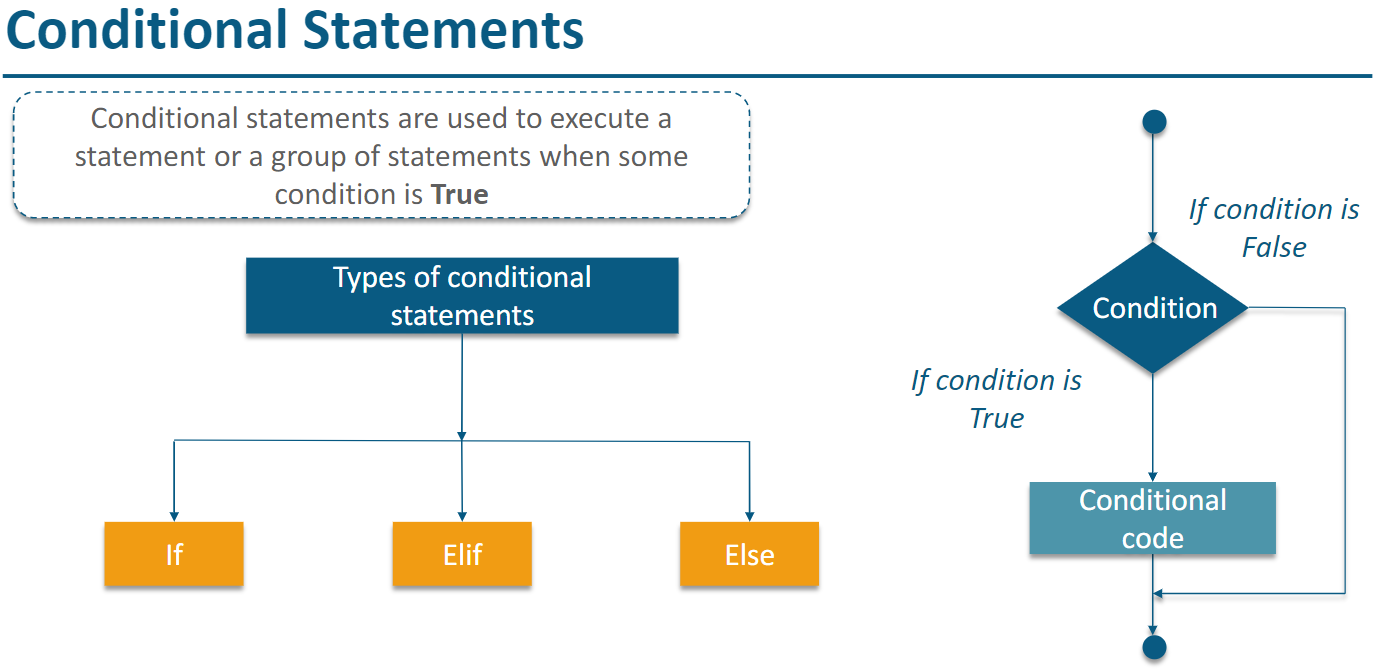 Conditional Statements
Conditional statements are used to execute a
statement or a group of statements when some
condition is True
Types of conditional
statements
If
Elif
Else
If condition is
False
Condition
If condition is
True
Conditional
code